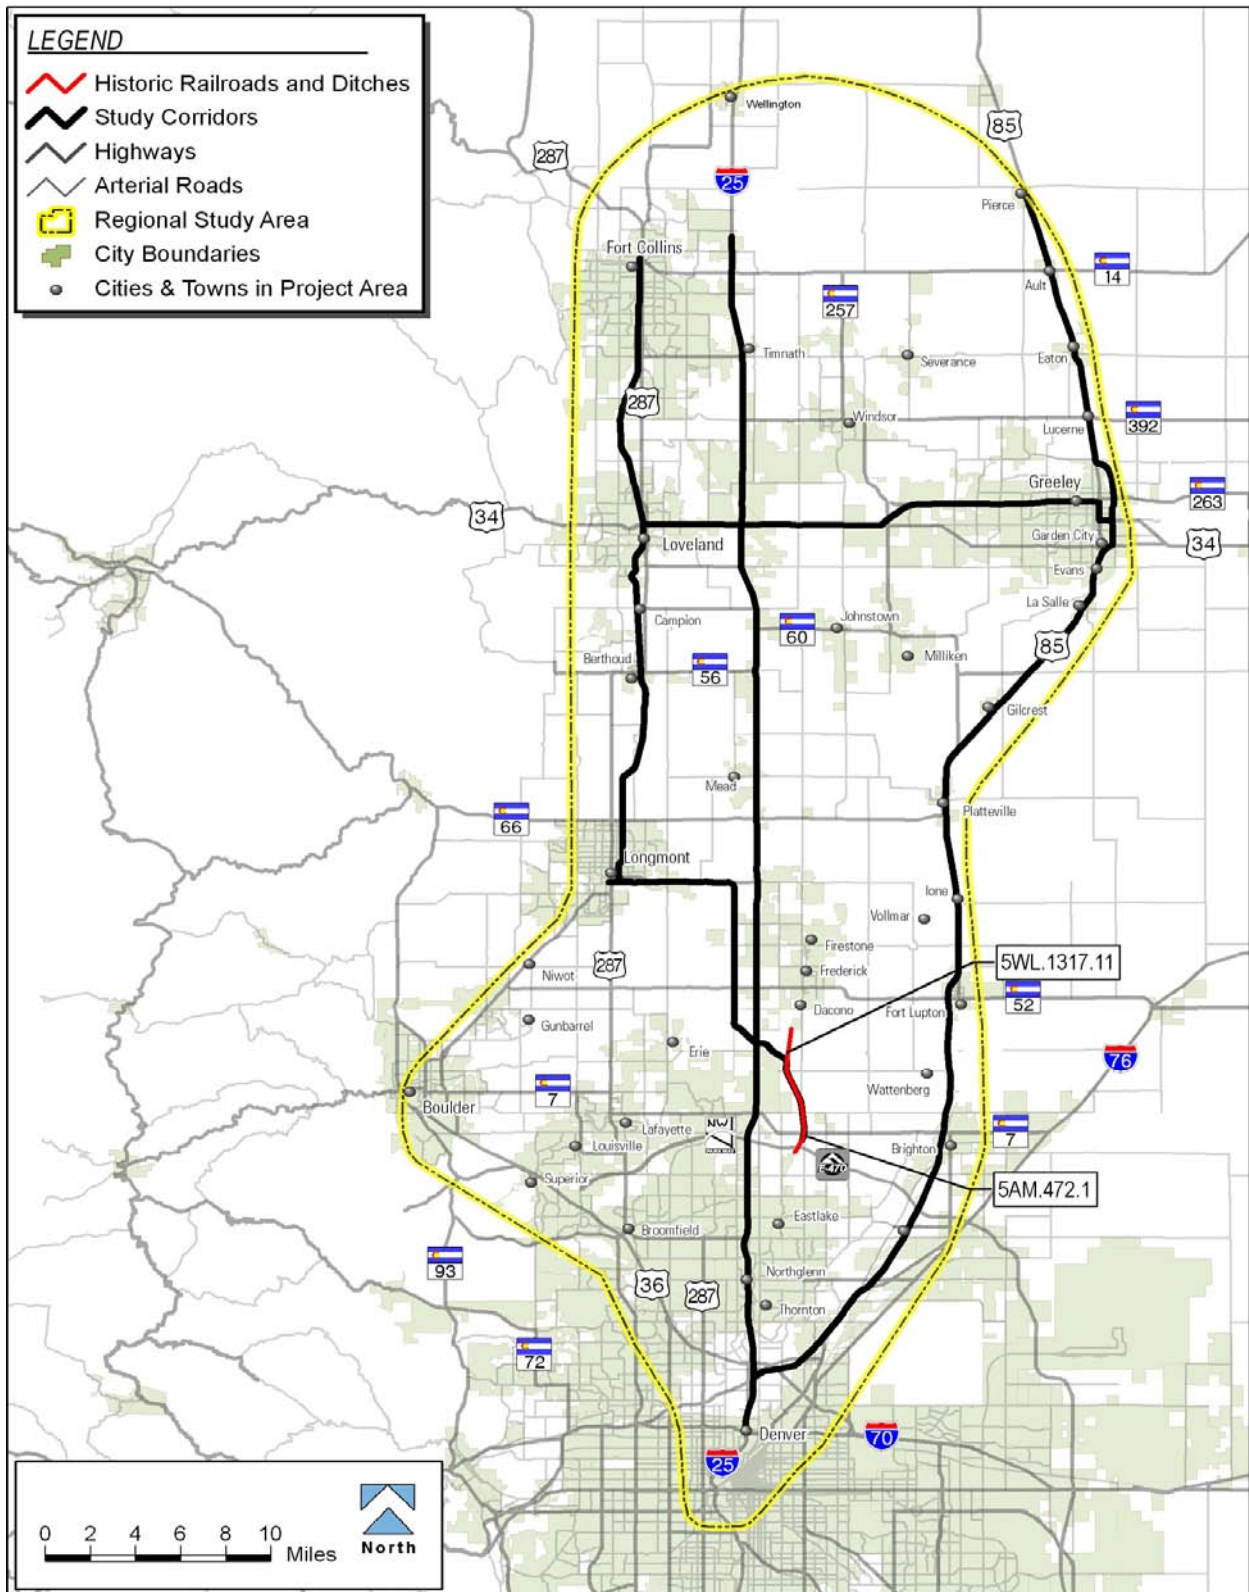 LEGEND
Historic Railroads and Ditches
Study Corridors
Highways
Arterial Roads
Regional Study Area
City Boundaries
Cities & Towns in Project Area
Wellington
85
287
25
Pierce
Fort Collins
14
Ault
257
Timnath
Severance
Eaton
287
Windsor
Lucerne
392
Greeley
263
34
Loveland
Garden City
34
Evans
La Salle
Campion
60
Johnstown
85
Berthoud
56
Milliken
Gilcrest
Mead
66
Platteville
Longmont
Ione
Vollmar
Firestone
5WL.1317.11
Niwot
287
Frederick
52
Dacono
Fort Lupton
Gunbarrel
Erie
76
7
Wattenberg
Boulder
Lafayette
NW
7
Louisville
Brighton
E-470
Superior
5AM.472.1
Eastlake
Broomfield
93
36
287
Northglenn
Thornton
72
Denver
70
25
0 2 4 6 8 10
Miles
North